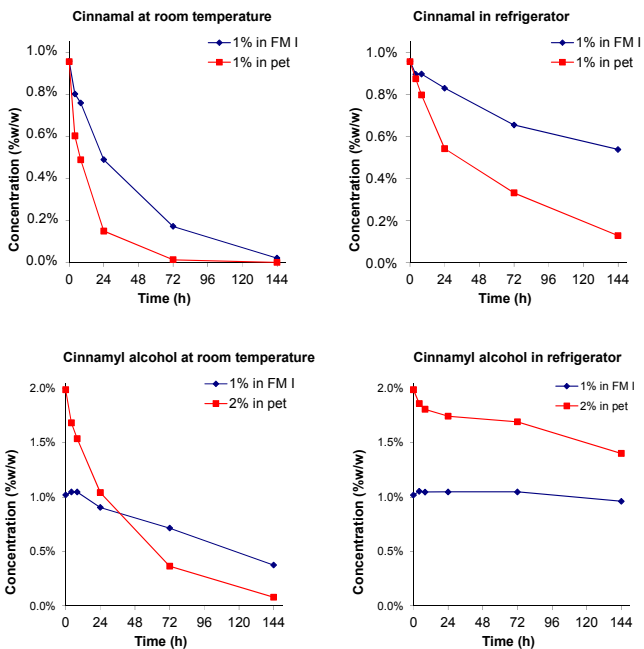 Cinnamal at room temperature
1% in FM I
1% in pet
Concentration (%w/w)
1.0%
0.8%
0.6%
0.4%
0.2%
0.0%
0 24 48 72 96 120 144
Time (h)
Cinnamal in refrigerator
1% in FM I
1% in pet
Concentration (%w/w)
1.0%
0.8%
0.6%
0.4%
0.2%
0.0%
0 24 48 72 96 120 144
Time (h)
Cinnamyl alcohol at room temperature
1% in FM I
2% in pet
Concentration (%w/w)
2.0%
1.5%
1.0%
0.5%
0.0%
0 24 48 72 96 120 144
Time (h)
Cinnamyl alcohol in refrigerator
1% in FM I
2% in pet
Concentration (%w/w)
2.0%
1.5%
1.0%
0.5%
0.0%
0 24 48 72 96 120 144
Time (h)